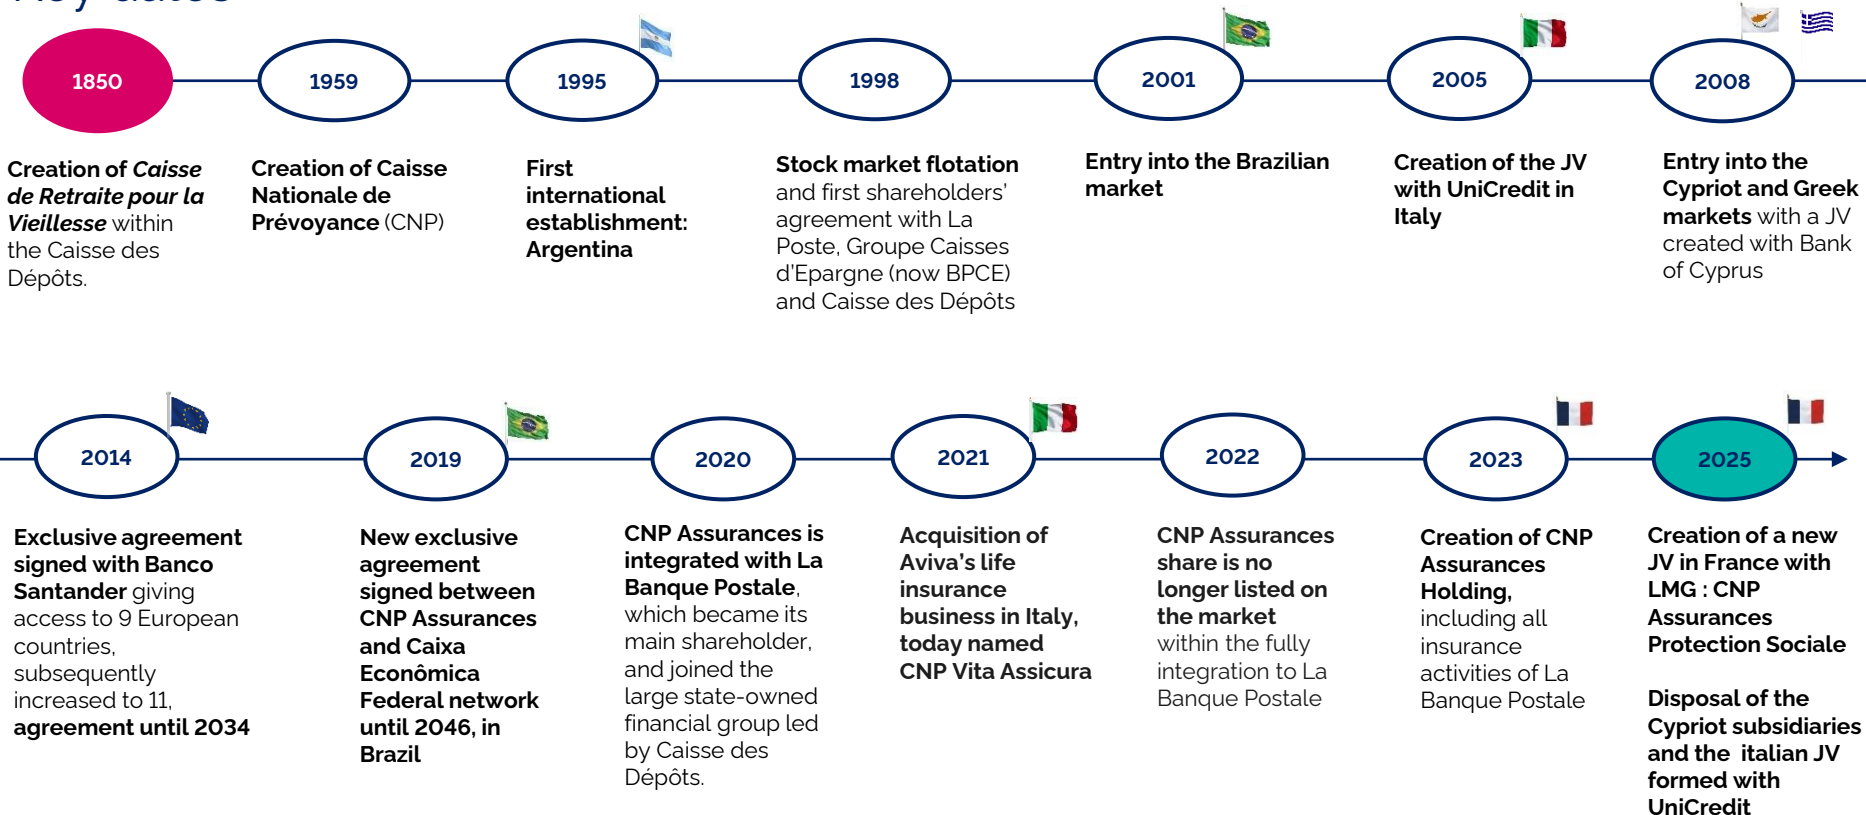 Key dates
1850
1959
1995
1998
2001
2005
2008
Creation of Caisse
de Retraite pour la
Vieillesse within
the Caisse des
Dépôts.
Creation of Caisse
Nationale de
Prévoyance (CNP)
First
international
establishment:
Argentina
Stock market flotation
and first shareholders'
agreement with La
Poste, Groupe Caisses
d'Epargne (now BPCE)
and Caisse des Dépôts
Entry into the Brazilian
market
Creation of the JV
with UniCredit in
Italy
Entry into the
Cypriot and Greek
markets with a JV
created with Bank
of Cyprus
2014
2019
2020
2021
2022
2023
2025
Exclusive agreement
signed with Banco
Santander giving
access to 9 European
countries,
subsequently
increased to 11,
agreement until 2034
New exclusive
agreement
signed between
CNP Assurances
and Caixa
Econômica
Federal network
until 2046, in
Brazil
CNP Assurances is
integrated with La
Banque Postale,
which became its
main shareholder,
and joined the
large state-owned
financial group led
by Caisse des
Dépôts.
Acquisition of
Aviva's life
insurance
business in Italy,
today named
CNP Vita Assicura
CNP Assurances
share is no
longer listed on
the market
within the fully
integration to La
Banque Postale
Creation of CNP
Assurances
Holding,
including all
insurance
activities of La
Banque Postale
Creation of a new
JV in France with
LMG : CNP
Assurances
Protection Sociale
Disposal of the
Cypriot subsidiaries
and the italian JV
formed with
UniCredit